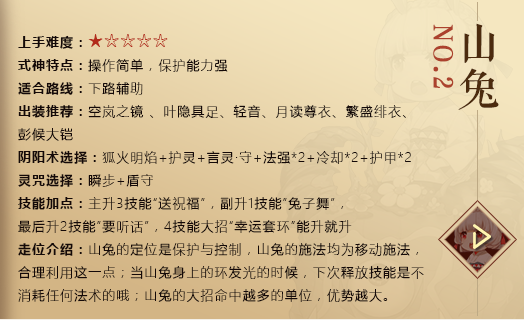 上手难度：★☆☆☆☆
式神特点：操作简单，保护能力强
适合路线：下路辅助
出装推荐：空岚之镜 、叶隐具足、轻音、月读尊衣、繁盛绯衣、
彭候大铠
阴阳术选择：狐火明焰+护灵+言灵·守+法强*2+冷却*2+护甲*2
灵咒选择：瞬步+盾守
技能加点：主升3技能“送祝福”，副升1技能“兔子舞”，
最后升2技能“要听话”，4技能大招“幸运套环”能升就升
走位介绍：山兔的定位是保护与控制，山兔的施法均为移动施法，
合理利用这一点；当山兔身上的环发光的时候，下次释放技能是不
消耗任何法术的哦；山兔的大招命中越多的单位，优势越大。
山兔
NO.2